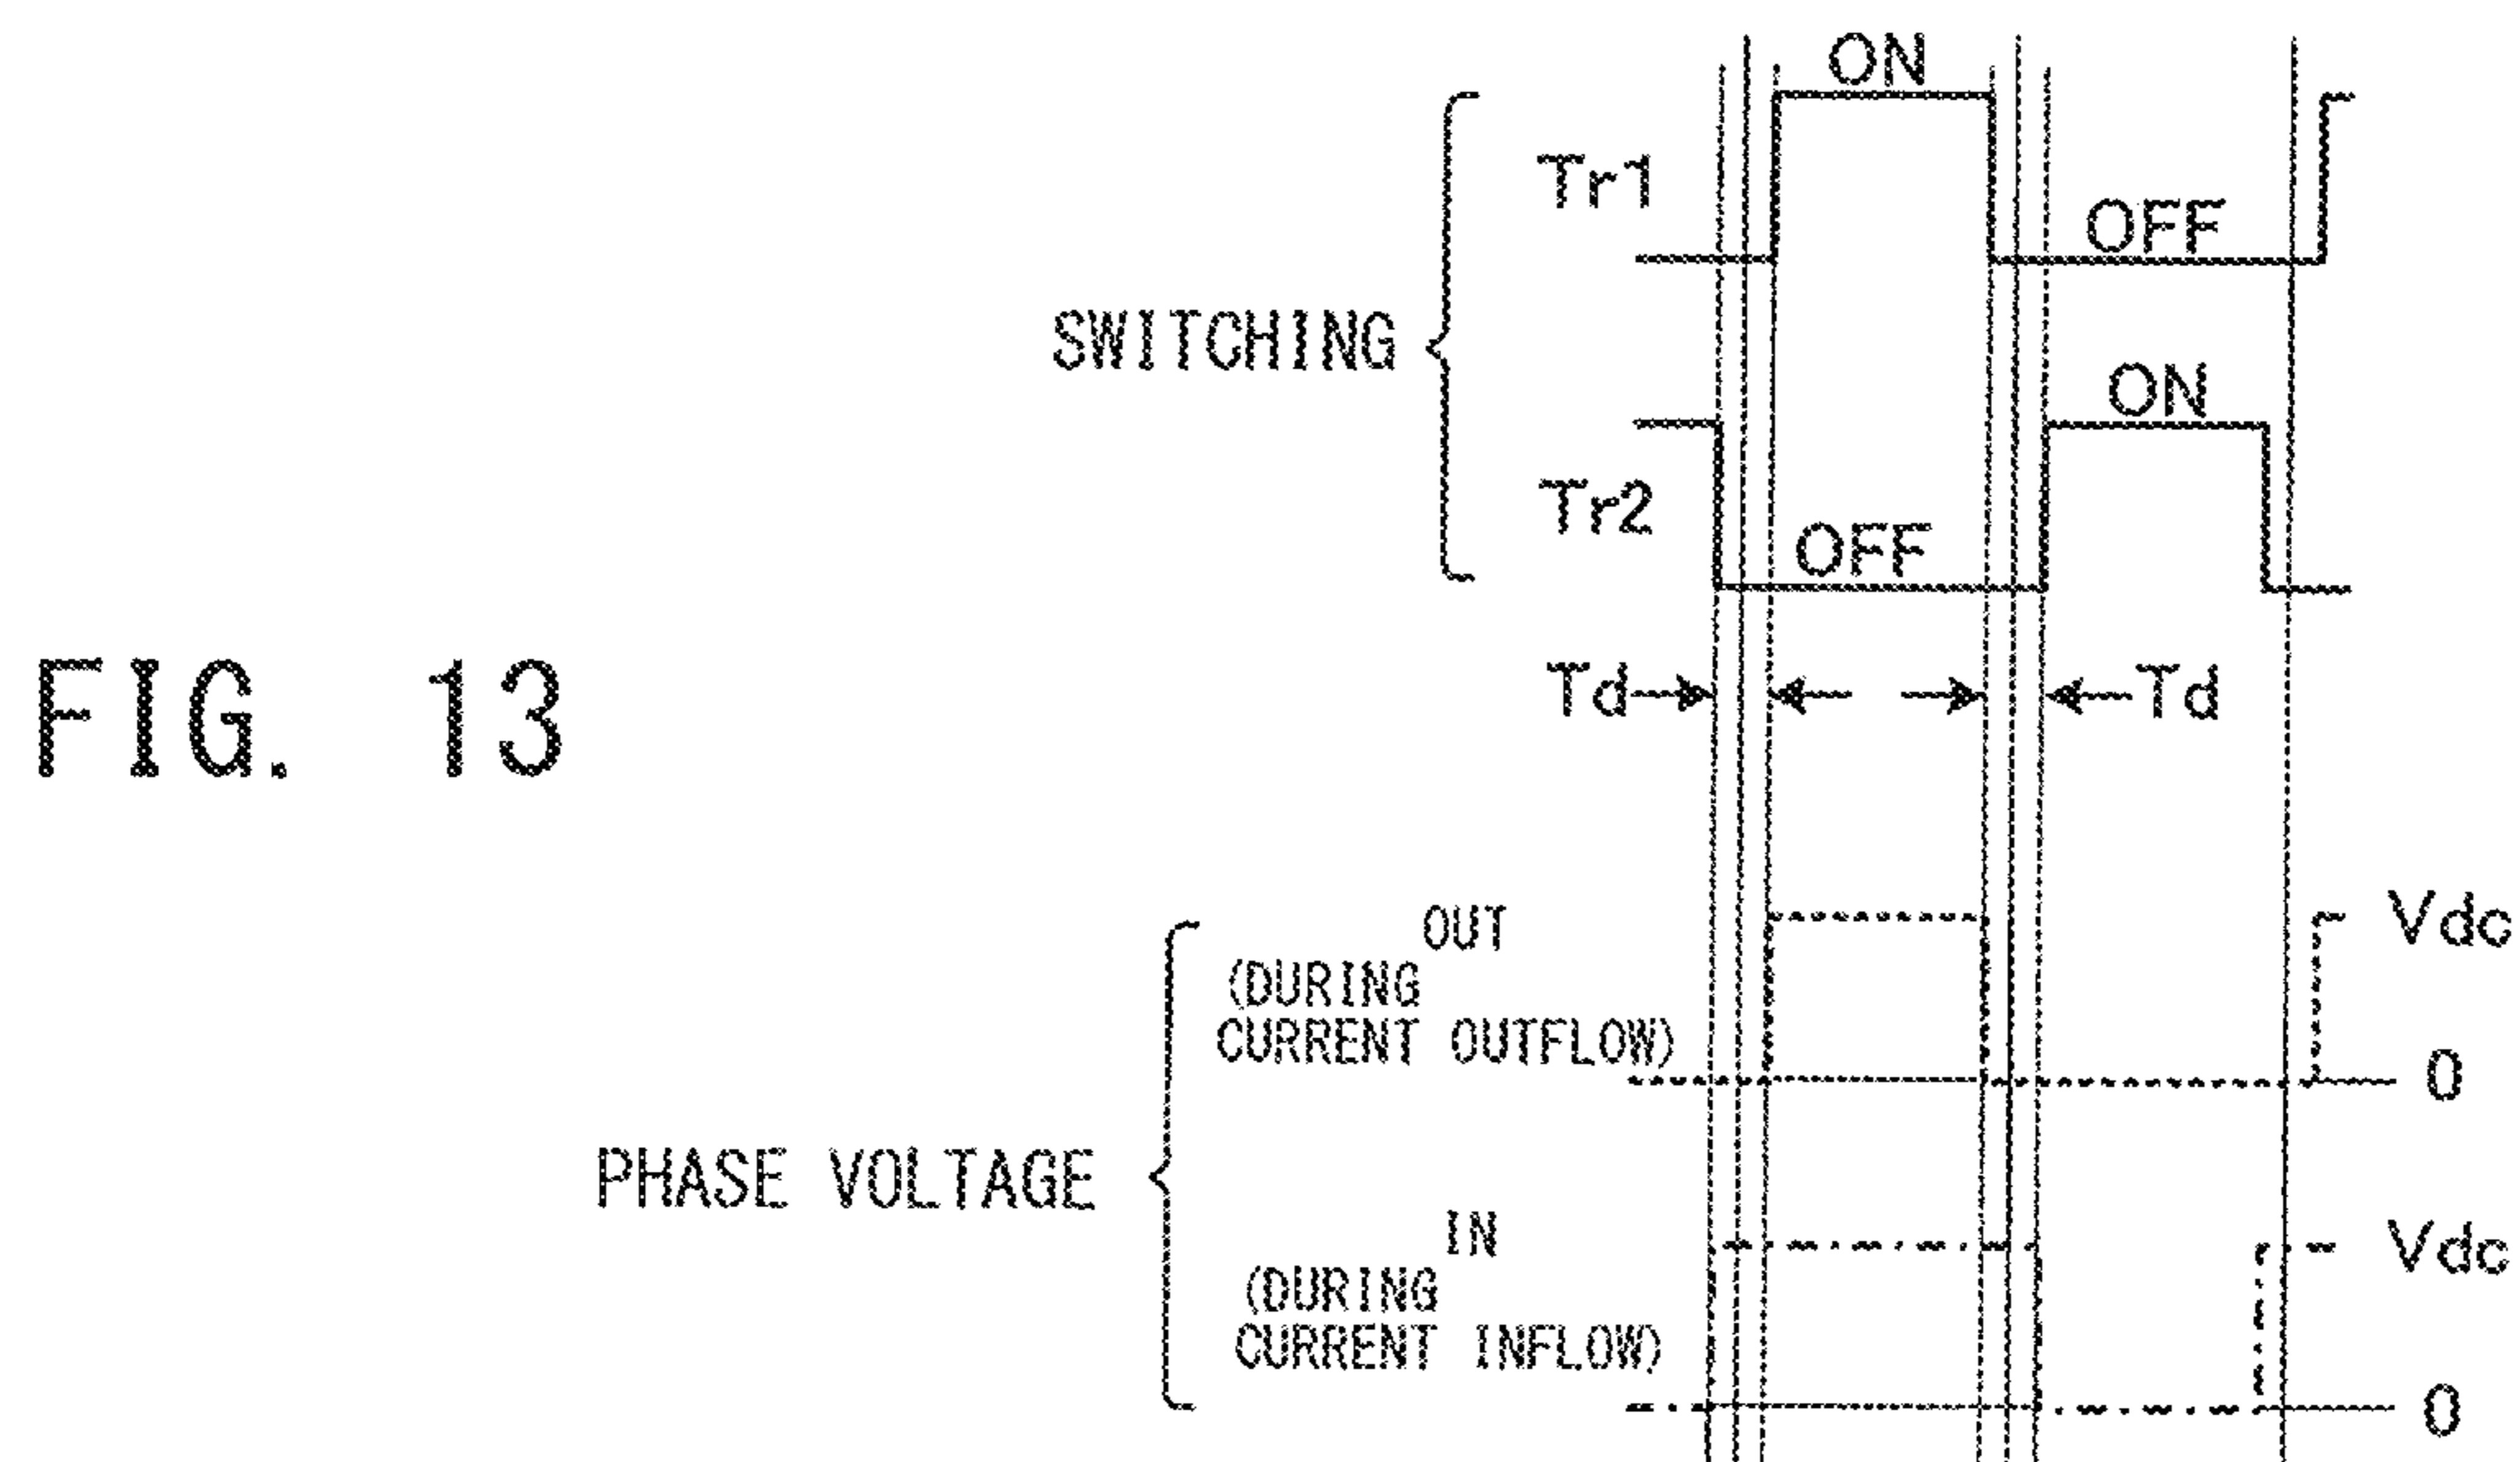 ON
Tr1
OFF
SWITCHING
ON
Tr2
OFF
FIG. 13
Td Td
OUT
(DURING
CURRENT OUTFLOW)
Vdc
0
PHASE VOLTAGE
IN
(DURING
CURRENT INFLOW)
Vdc
0